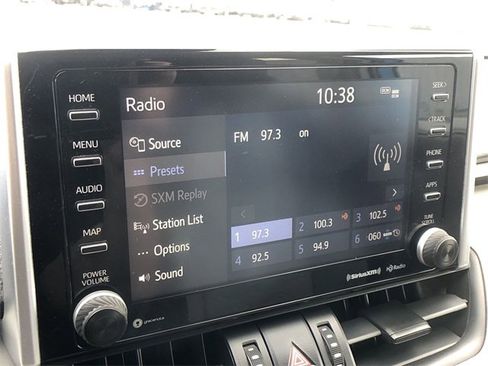 HOME
MENU
AUDIO
MAP
POWER
VOLUME
gracenote
Radio
10:38
DCM
Source
Presets
SXM Replay
Station List
Options
Sound
FM 97.3 on
1 97.3
2 100.3
3 102.5
4 92.5
5 94.9
6 060
SEEK >
< TRACK
PHONE
APPS
TUNE
SCROLL
SiriusXM
HD Radio